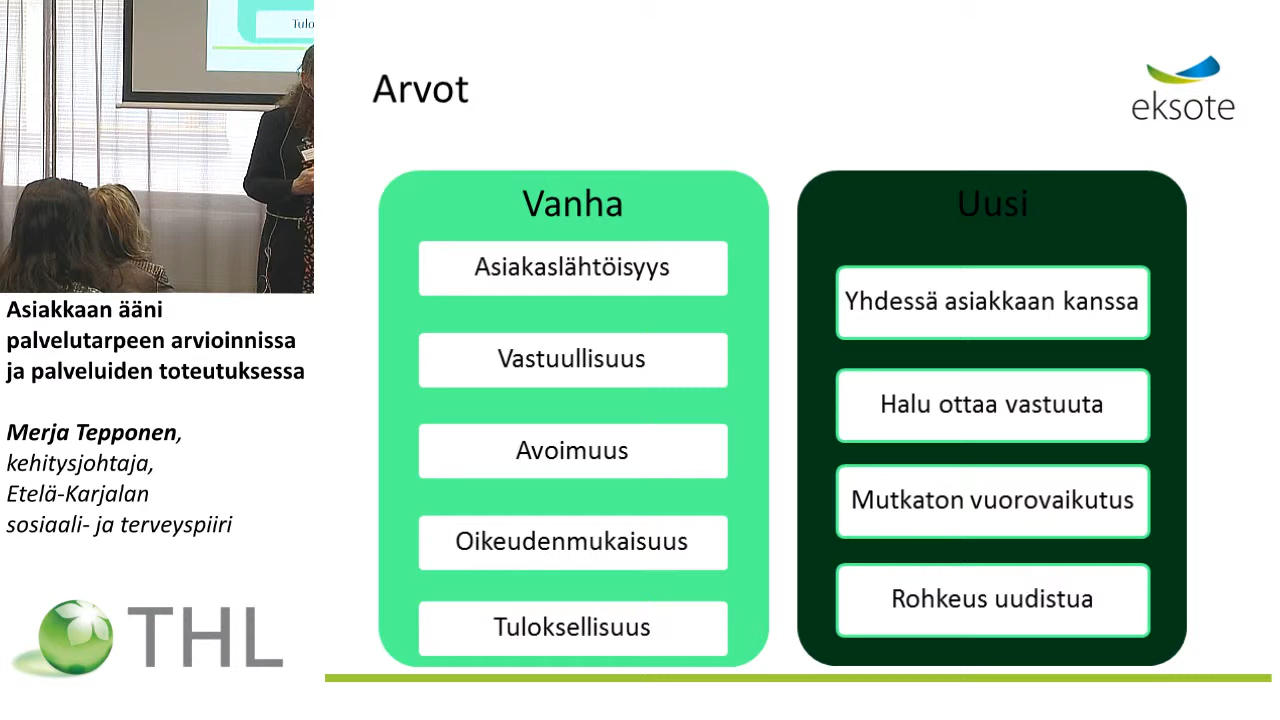 Tulo
Arvot
eksote
Vanha
Asiakaslähtöisyys
Vastuullisuus
Avoimuus
Oikeudenmukaisuus
Tuloksellisuus
Uusi
Yhdessä asiakkaan kanssa
Halu ottaa vastuuta
Mutkaton vuorovaikutus
Rohkeus uudistua
Asiakkaan ääni
palvelutarpeen arvioinnissa
ja palveluiden toteutuksessa
Merja Tepponen,
kehitysjohtaja,
Etelä-Karjalan
sosiaali- ja terveyspiiri
THL